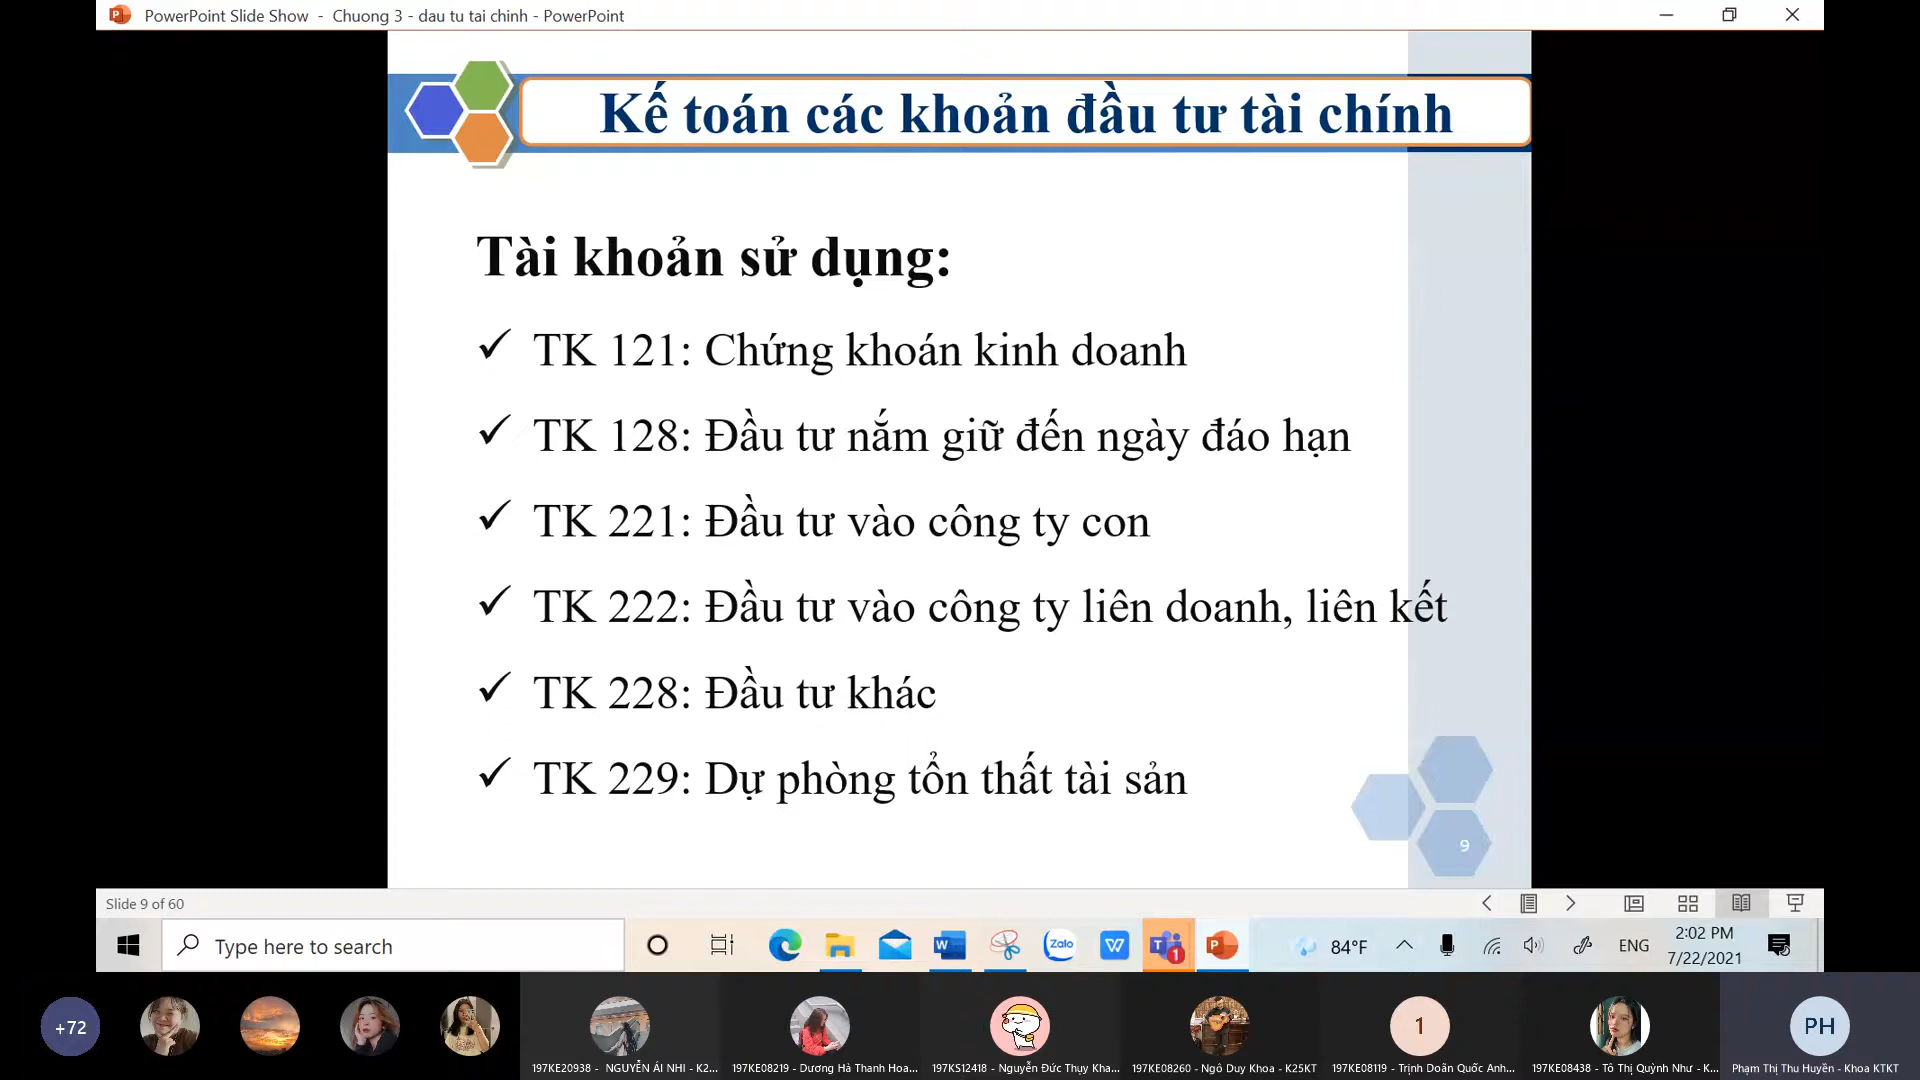 PowerPoint Slide Show - Chuong 3 - dau tu tai chinh - PowerPoint
Kế toán các khoản đầu tư tài chính
Tài khoản sử dụng:
✓ TK 121: Chứng khoán kinh doanh
✓ TK 128: Đầu tư nắm giữ đến ngày đáo hạn
✓ TK 221: Đầu tư vào công ty con
✓ TK 222: Đầu tư vào công ty liên doanh, liên kết
✓ TK 228: Đầu tư khác
✓ TK 229: Dự phòng tổn thất tài sản
9
Slide 9 of 60
Type here to search
Zalo
1
84°F
ENG
2:02 PM
7/22/2021
+72
1
PH
197KE20938 - NGUYỄN ÁI NHI - K2...
197KE08219 - Dương Hà Thanh Hoa...
197KS12418 - Nguyễn Đức Thụy Kha...
197KE08260 - Ngô Duy Khoa - K25KT
197KE08119 - Trịnh Doãn Quốc Anh...
197KE08438 - Tô Thị Quỳnh Như - K...
Phạm Thị Thu Huyền - Khoa KTKT